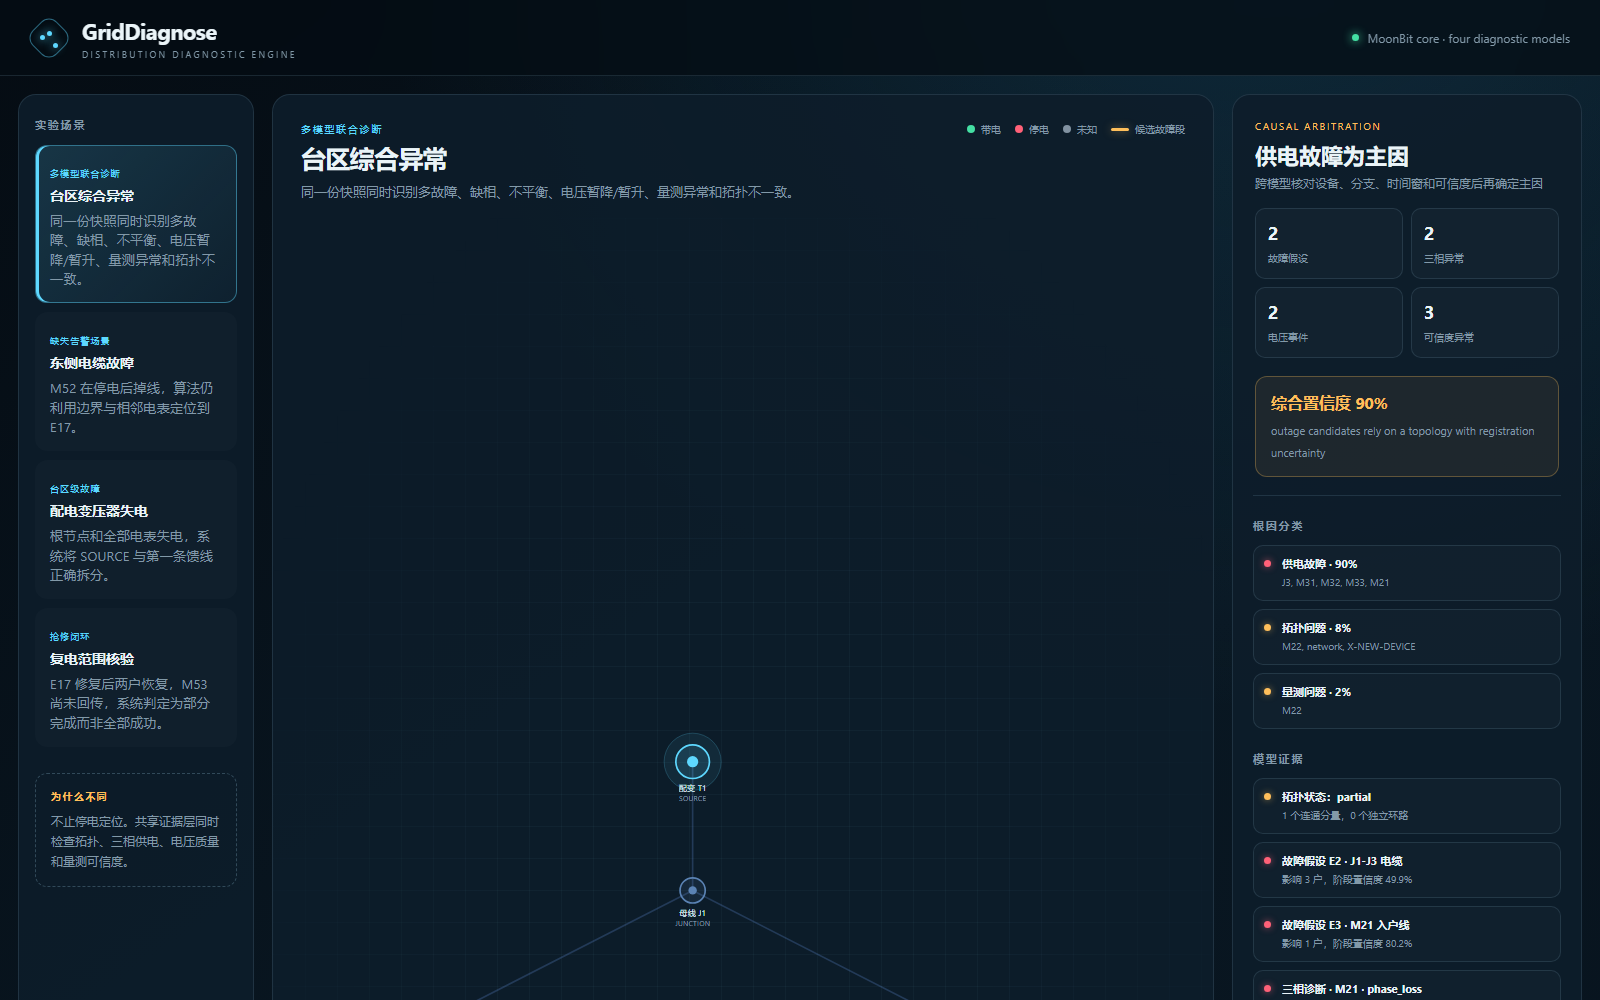 GridDiagnose
DISTRIBUTION DIAGNOSTIC ENGINE
MoonBit core · four diagnostic models
实验场景
多模型联合诊断
台区综合异常
同一份快照同时识别多故
障、缺相、不平衡、电压暂
降/暂升、量测异常和拓扑不
一致。
缺失告警场景
东侧电缆故障
M52 在停电后掉线，算法仍
利用边界与相邻电表定位到
E17。
台区级故障
配电变压器失电
根节点和全部电表失电，系
统将 SOURCE 与第一条馈线
正确拆分。
抢修闭环
复电范围核验
E17 修复后两户恢复，M53
尚未回传，系统判定为部分
完成而非全部成功。
为什么不同
不止停电定位。共享证据层同时
检查拓扑、三相供电、电压质量
和量测可信度。
多模型联合诊断
台区综合异常
同一份快照同时识别多故障、缺相、不平衡、电压暂降/暂升、量测异常和拓扑不一致。
带电
停电
未知
候选故障段
配变 T1
SOURCE
母线 J1
JUNCTION
CAUSAL ARBITRATION
供电故障为主因
跨模型核对设备、分支、时间窗和可信度后再确定主因
2
故障假设
2
三相异常
2
电压事件
3
可信度异常
综合置信度 90%
outage candidates rely on a topology with registration
uncertainty
根因分类
供电故障 · 90%
J3, M31, M32, M33, M21
拓扑问题 · 8%
M22, network, X-NEW-DEVICE
量测问题 · 2%
M22
模型证据
拓扑状态：partial
1 个连通分量，0 个独立环路
故障假设 E2 · J1-J3 电缆
影响 3 户，阶段置信度 49.9%
故障假设 E3 · M21 入户线
影响 1 户，阶段置信度 80.2%
三相诊断 · M21 · phase_loss